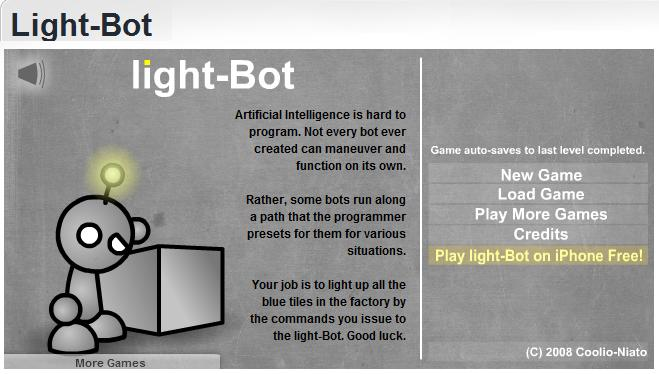 Light-Bot
light-Bot
Artificial Intelligence is hard to
program. Not every bot ever
created can maneuver and
function on its own.
Rather, some bots run along
a path that the programmer
presets for them for various
situations.
Your job is to light up all the
blue tiles in the factory by
the commands you issue to
the light-Bot. Good luck.
More Games
Game auto-saves to last level completed.
New Game
Load Game
Play More Games
Credits
Play light-Bot on iPhone Free!
(C) 2008 Coolio-Niato